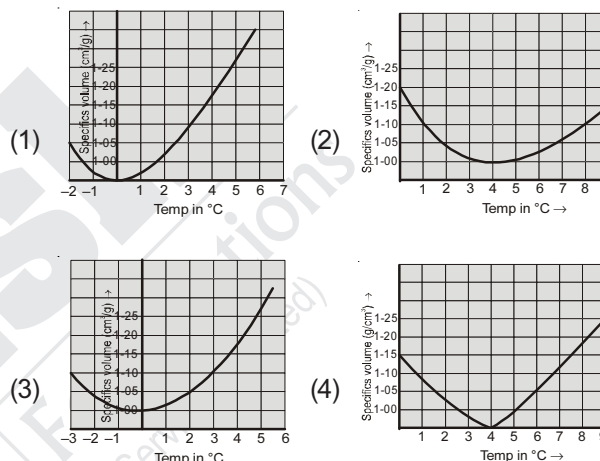 (1)
Specifics volume (cm³/g) →
1-25
1-20
1-15
1-10
1-05
1-00
–2 –1 1 2 3 4 5 6 7
Temp in °C
(2)
Specifics volume (cm³/g) →
1-25
1-20
1-15
1-10
1-05
1-00
1 2 3 4 5 6 7 8
Temp in °C →
(3)
Specifics volume (cm³/g) →
1-25
1-20
1-15
1-10
1-05
1-00
–3 –2 –1 1 2 3 4 5 6
Temp in °C
(4)
Specifics volume (g/cm³) →
1-25
1-20
1-15
1-10
1-05
1-00
1 2 3 4 5 6 7 8 9
Temp in °C →